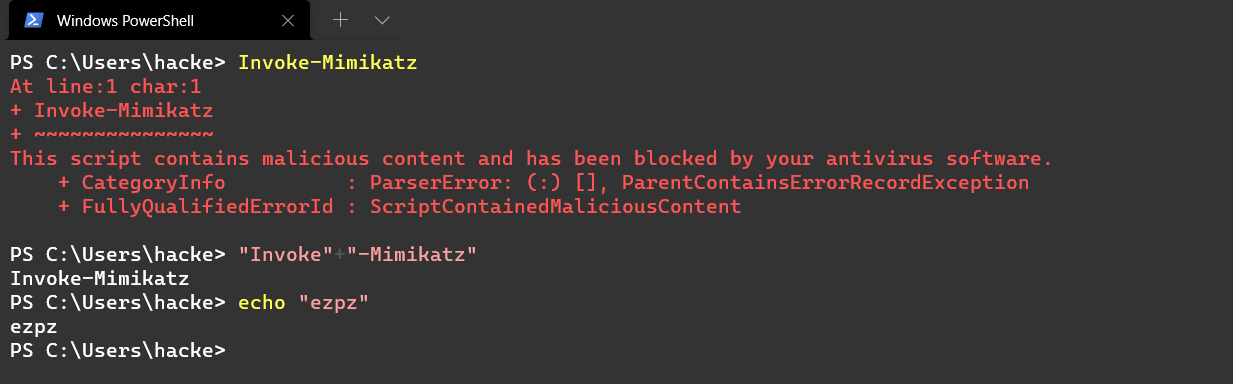 Windows PowerShell
PS C:\Users\hacke> Invoke-Mimikatz
At line:1 char:1
+ Invoke-Mimikatz
+ ~~~~~~~~~~~~~~~
This script contains malicious content and has been blocked by your antivirus software.
    + CategoryInfo          : ParserError: (:) [], ParentContainsErrorRecordException
    + FullyQualifiedErrorId : ScriptContainedMaliciousContent
PS C:\Users\hacke> "Invoke"+"-Mimikatz"
Invoke-Mimikatz
PS C:\Users\hacke> echo "ezpz"
ezpz
PS C:\Users\hacke>